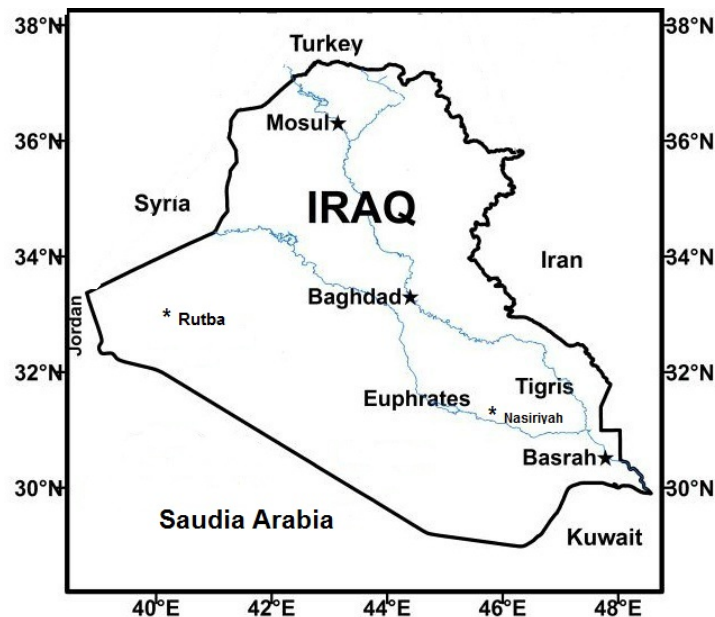 38°N
38°N
Turkey
Mosul
36°N
36°N
Syria
IRAQ
34°N
34°N
Iran
Baghdad
Jordan
* Rutba
32°N
32°N
Tigris
Euphrates
* Nasiriyah
Basrah
30°N
30°N
Saudia Arabia
Kuwait
40°E 42°E 44°E 46°E 48°E